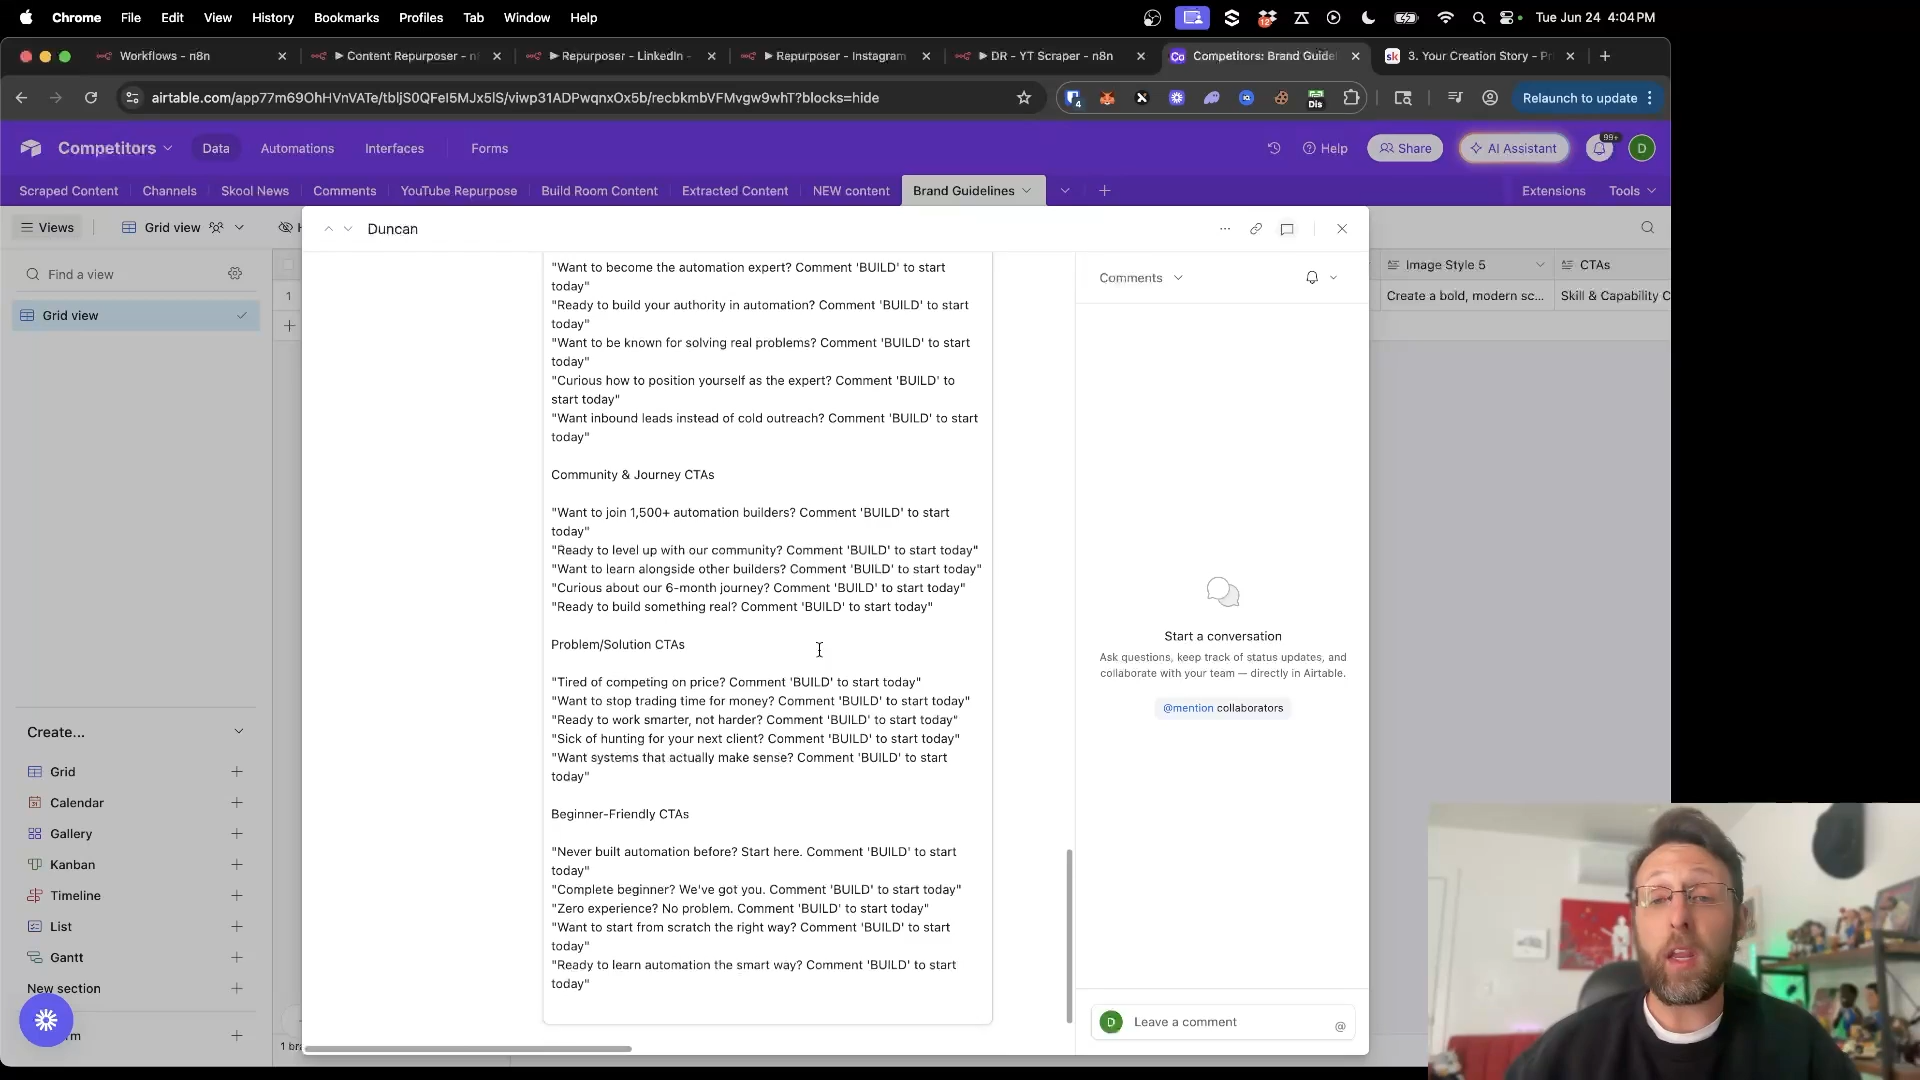 Chrome File Edit View History Bookmarks Profiles Tab Window Help
12
Tue Jun 24 4:04 PM
Workflows - n8n
Content Repurposer - n
Repurposer - LinkedIn -
Repurposer - Instagram
DR - YT Scraper - n8n
Competitors: Brand Guidel
3. Your Creation Story - Pr
airtable.com/app77m69OhHVnVATe/tbljS0QFeI5MJx5lS/viwp31ADPwqnxOx5b/recbkmbVFMvgw9whT?blocks=hide
4
Dis
Relaunch to update
Competitors
Data
Automations
Interfaces
Forms
Help
Share
AI Assistant
99+
D
Scraped Content
Channels
Skool News
Comments
YouTube Repurpose
Build Room Content
Extracted Content
NEW content
Brand Guidelines
Extensions
Tools
Views
Grid view
H
Duncan
Find a view
Grid view
1
Image Style 5
CTAs
Create a bold, modern sc...
Skill & Capability C
"Want to become the automation expert? Comment 'BUILD' to start
today"
"Ready to build your authority in automation? Comment 'BUILD' to start
today"
"Want to be known for solving real problems? Comment 'BUILD' to start
today"
"Curious how to position yourself as the expert? Comment 'BUILD' to
start today"
"Want inbound leads instead of cold outreach? Comment 'BUILD' to start
today"
Community & Journey CTAs
"Want to join 1,500+ automation builders? Comment 'BUILD' to start
today"
"Ready to level up with our community? Comment 'BUILD' to start today"
"Want to learn alongside other builders? Comment 'BUILD' to start today"
"Curious about our 6-month journey? Comment 'BUILD' to start today"
"Ready to build something real? Comment 'BUILD' to start today"
Problem/Solution CTAs
"Tired of competing on price? Comment 'BUILD' to start today"
"Want to stop trading time for money? Comment 'BUILD' to start today"
"Ready to work smarter, not harder? Comment 'BUILD' to start today"
"Sick of hunting for your next client? Comment 'BUILD' to start today"
"Want systems that actually make sense? Comment 'BUILD' to start
today"
Beginner-Friendly CTAs
"Never built automation before? Start here. Comment 'BUILD' to start
today"
"Complete beginner? We've got you. Comment 'BUILD' to start today"
"Zero experience? No problem. Comment 'BUILD' to start today"
"Want to start from scratch the right way? Comment 'BUILD' to start
today"
"Ready to learn automation the smart way? Comment 'BUILD' to start
today"
Comments
Start a conversation
Ask questions, keep track of status updates, and
collaborate with your team — directly in Airtable.
@mention collaborators
D
Leave a comment
@
Create...
Grid
Calendar
Gallery
Kanban
Timeline
List
Gantt
New section
rm
1 bra